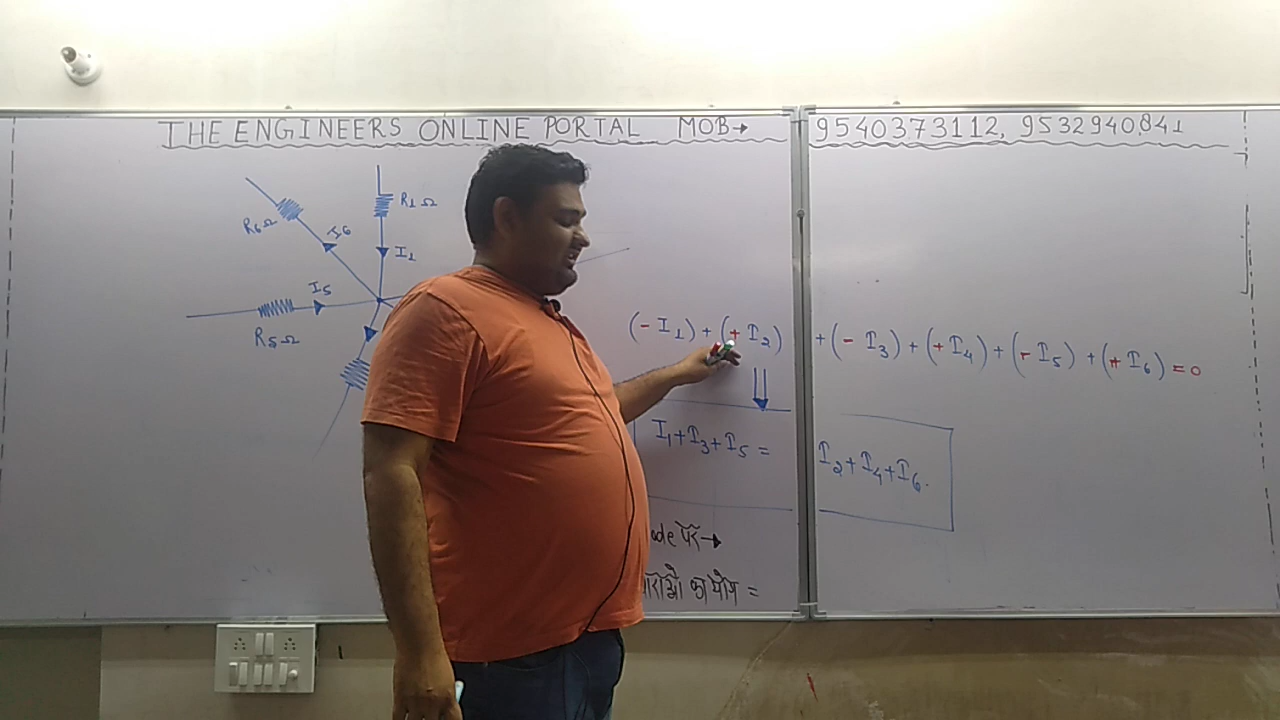 THE ENGINEERS ONLINE PORTAL MOB→ 9540373112, 9532940841
R6Ω
R1Ω
I6
I1
I5
R5Ω
(- I1) + (+ I2) + (- I3) + (+ I4) + (- I5) + (+ I6) = 0
I1 + I3 + I5 = I2 + I4 + I6.
ode पर→
का योग =